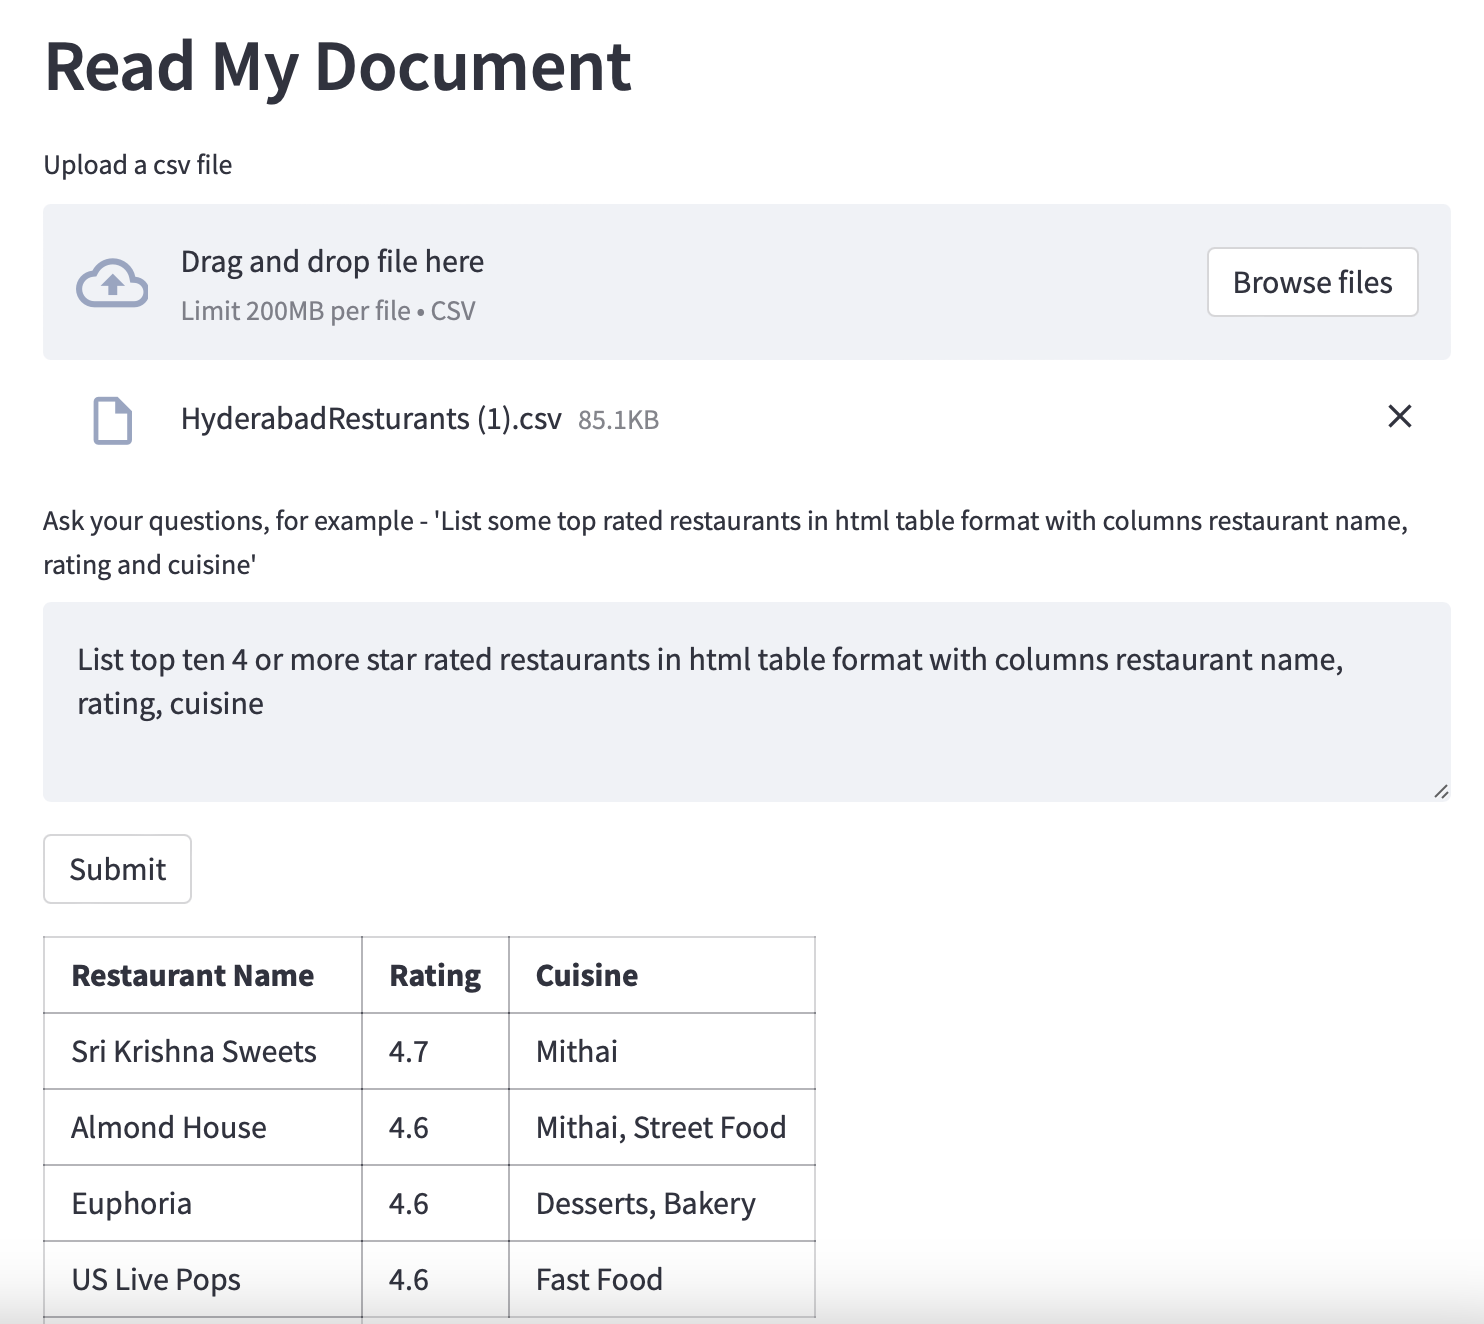 Read My Document
Upload a csv file
Drag and drop file here
Limit 200MB per file • CSV
Browse files
HyderabadResturants (1).csv 85.1KB
Ask your questions, for example - 'List some top rated restaurants in html table format with columns restaurant name,
rating and cuisine'
List top ten 4 or more star rated restaurants in html table format with columns restaurant name,
rating, cuisine
Submit
Restaurant Name Rating Cuisine
Sri Krishna Sweets 4.7 Mithai
Almond House 4.6 Mithai, Street Food
Euphoria 4.6 Desserts, Bakery
US Live Pops 4.6 Fast Food